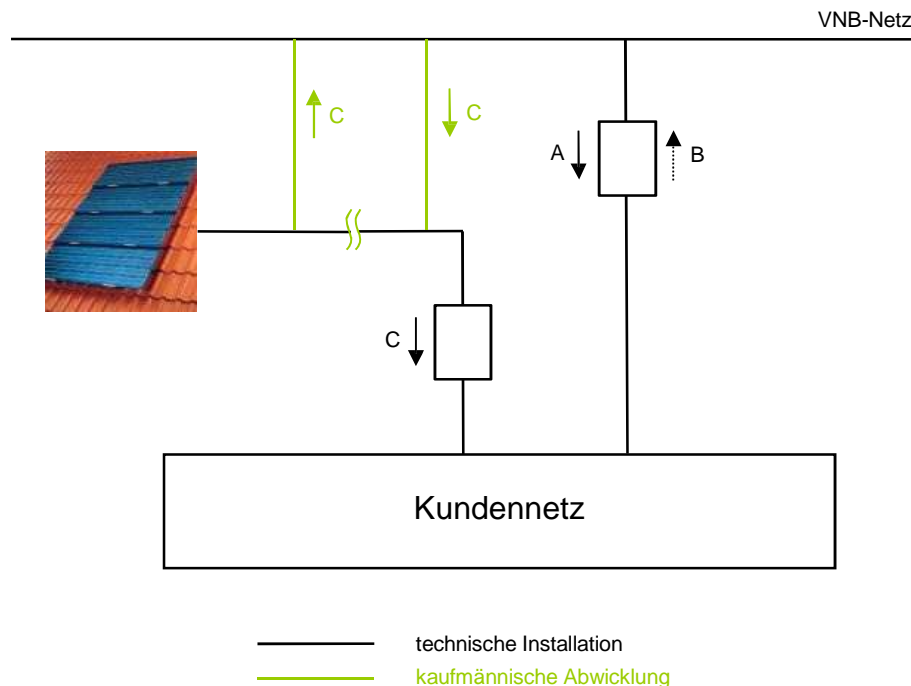 VNB-Netz
C
C
A
B
C
Kundennetz
technische Installation
kaufmännische Abwicklung